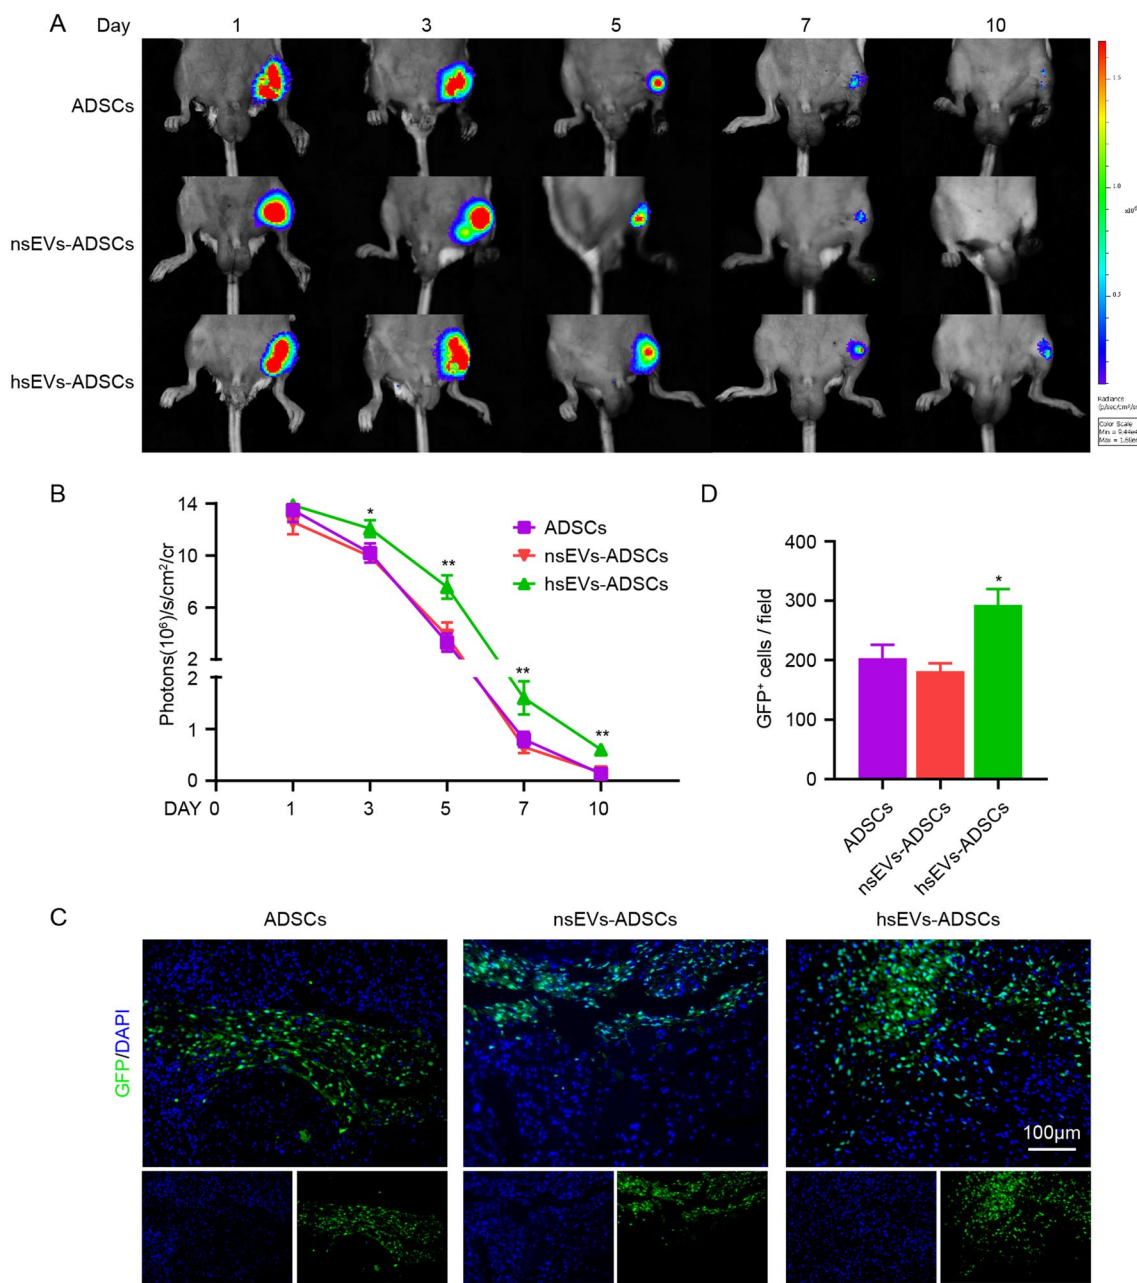 A
Day 1 3 5 7 10
ADSCs
nsEVs-ADSCs
hsEVs-ADSCs
1.5
1.0
0.5
Radiance
Color Scale
B
14
10
6
2
2
1
0
Photons(10⁶)/s/cm²/cr
DAY 0 1 3 5 7 10
* ** ** **
ADSCs
nsEVs-ADSCs
hsEVs-ADSCs
D
400
300
200
100
0
GFP⁺ cells / field
*
ADSCs
nsEVs-ADSCs
hsEVs-ADSCs
C
ADSCs nsEVs-ADSCs hsEVs-ADSCs
GFP/DAPI
100μm